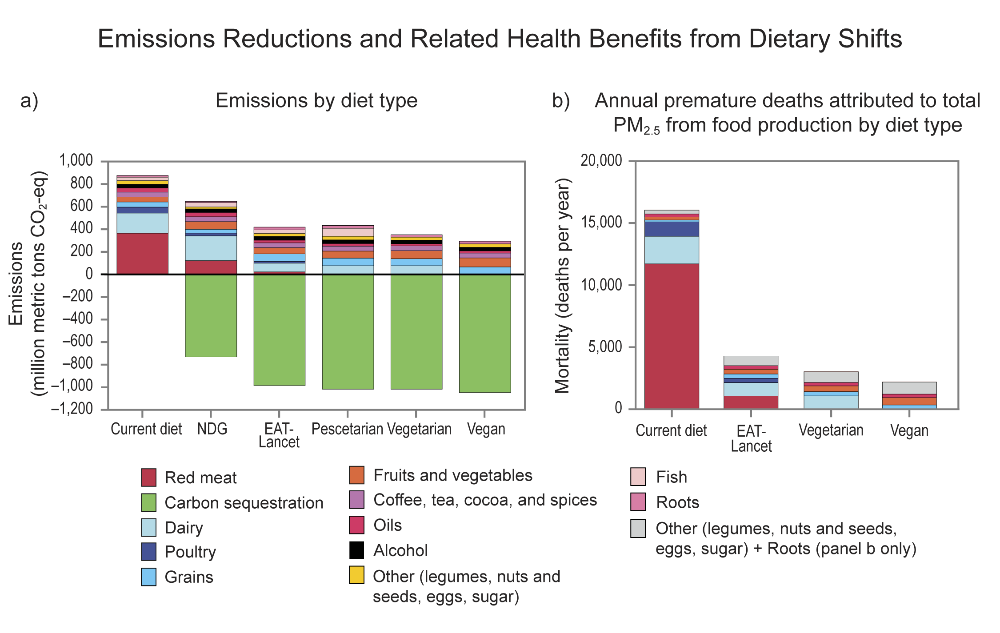 Emissions Reductions and Related Health Benefits from Dietary Shifts
a)
Emissions by diet type
Emissions
(million metric tons CO₂-eq)
1,000
800
600
400
200
0
–200
–400
–600
–800
–1,000
–1,200
Current diet
NDG
EAT-
Lancet
Pescetarian
Vegetarian
Vegan
b)
Annual premature deaths attributed to total
PM₂.₅ from food production by diet type
Mortality (deaths per year)
20,000
15,000
10,000
5,000
0
Current diet
EAT-
Lancet
Vegetarian
Vegan
Red meat
Carbon sequestration
Dairy
Poultry
Grains
Fruits and vegetables
Coffee, tea, cocoa, and spices
Oils
Alcohol
Other (legumes, nuts and
seeds, eggs, sugar)
Fish
Roots
Other (legumes, nuts and seeds,
eggs, sugar) + Roots (panel b only)